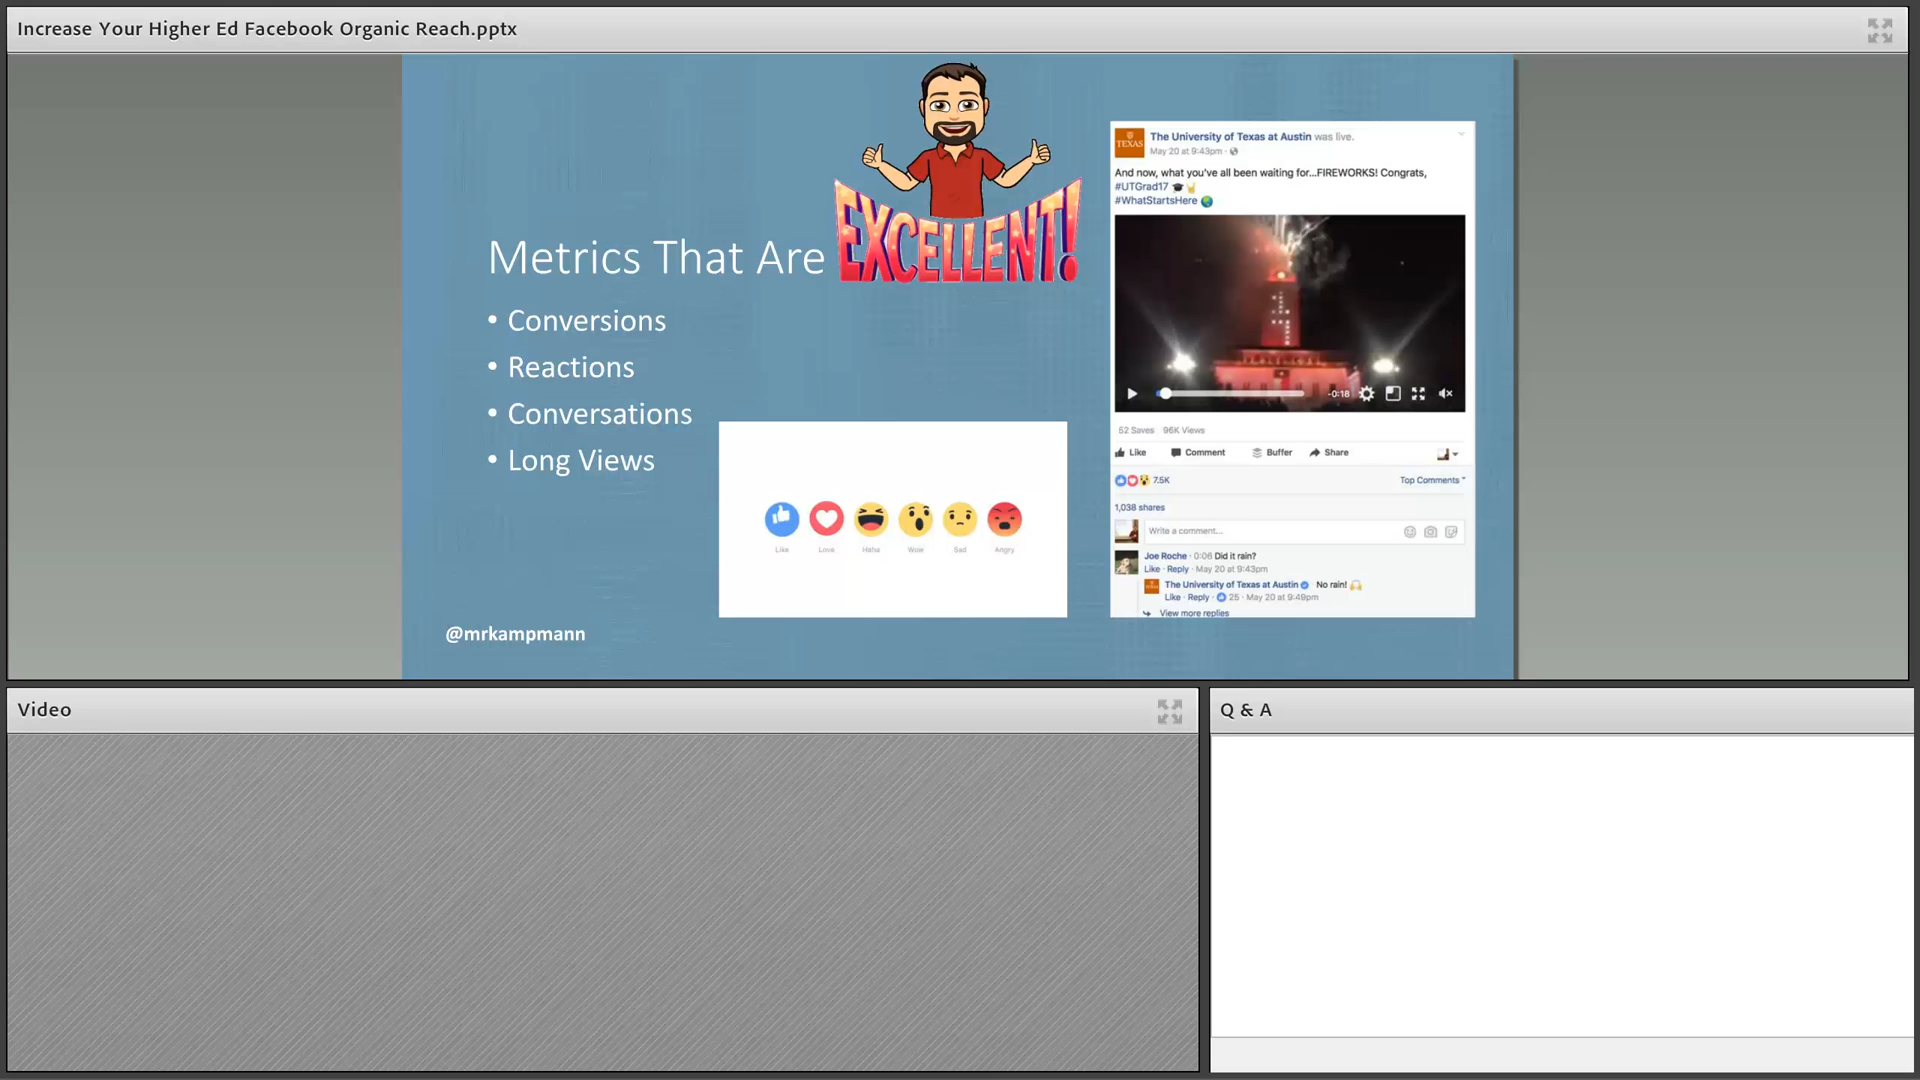 Increase Your Higher Ed Facebook Organic Reach.pptx
EXCELLENT!
Metrics That Are
• Conversions
• Reactions
• Conversations
• Long Views
Like Love Haha Wow Sad Angry
@mrkampmann
TEXAS
The University of Texas at Austin was live.
May 20 at 9:43pm ·
And now, what you've all been waiting for...FIREWORKS! Congrats,
#UTGrad17
#WhatStartsHere
-0:18
52 Saves 96K Views
Like Comment Buffer Share
7.5K Top Comments
1,038 shares
Write a comment...
Joe Roche · 0:06 Did it rain?
Like · Reply · May 20 at 9:43pm
The University of Texas at Austin No rain!
Like · Reply · 25 · May 20 at 9:49pm
View more replies
Video
Q & A